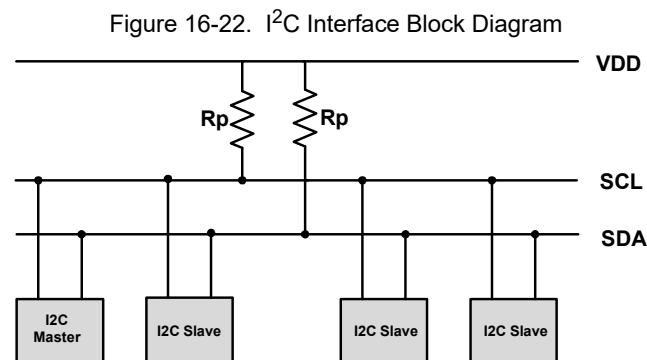 Figure 16-22. I2C Interface Block Diagram
VDD
Rp
Rp
SCL
SDA
I2C
Master
I2C Slave
I2C Slave
I2C Slave